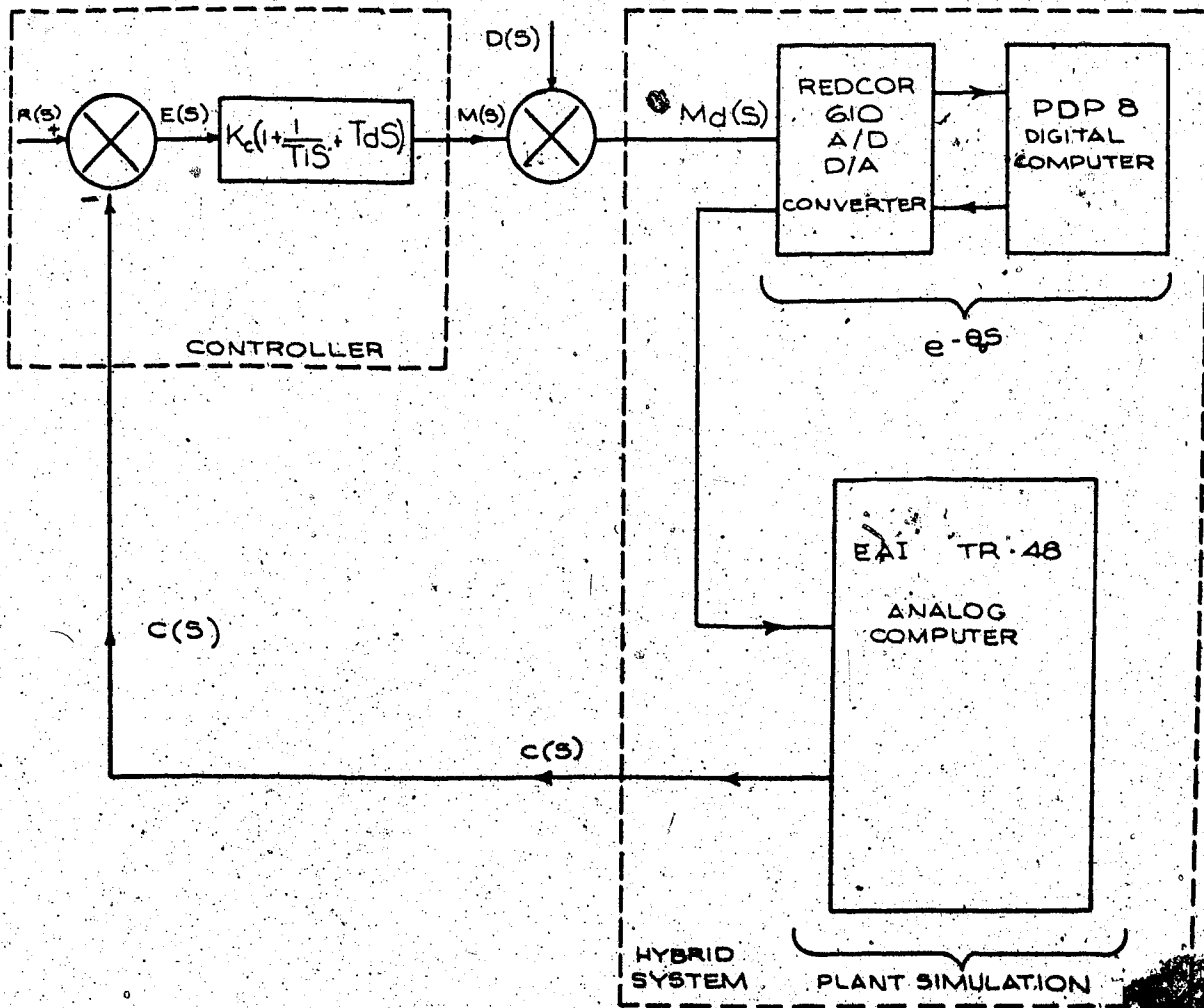 D(S)
R(S)
+
-
E(S)
Kc(1+1/TiS+TdS)
M(S)
Md(S)
REDCOR
610
A/D
D/A
CONVERTER
PDP 8
DIGITAL
COMPUTER
e-θS
CONTROLLER
EAI TR-48
ANALOG
COMPUTER
C(S)
C(S)
HYBRID
SYSTEM
PLANT SIMULATION